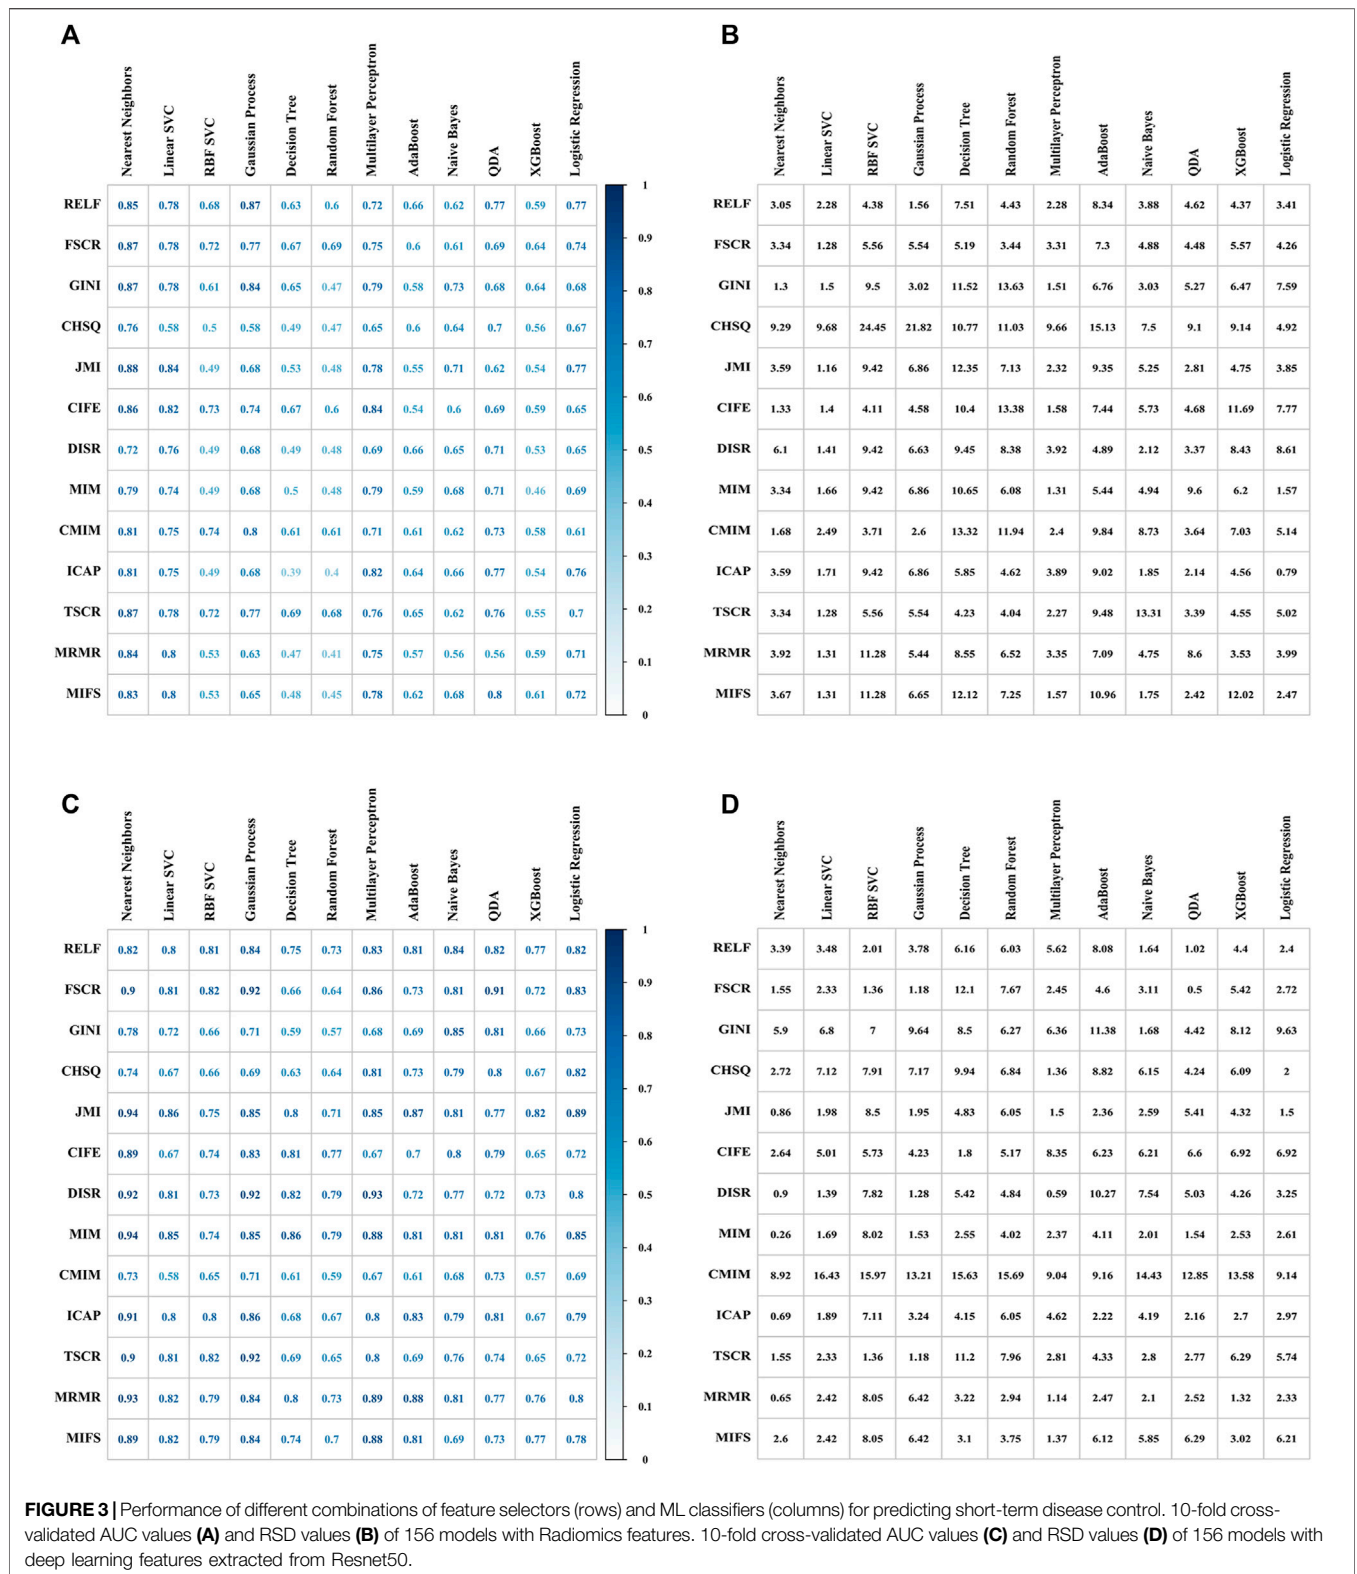 A
Nearest Neighbors Linear SVC RBF SVC Gaussian Process Decision Tree Random Forest Multilayer Perceptron AdaBoost Naive Bayes QDA XGBoost Logistic Regression
RELF 0.85 0.78 0.68 0.87 0.63 0.6 0.72 0.66 0.62 0.77 0.59 0.77
FSCR 0.87 0.78 0.72 0.77 0.67 0.69 0.75 0.6 0.61 0.69 0.64 0.74
GINI 0.87 0.78 0.61 0.84 0.65 0.47 0.79 0.58 0.73 0.68 0.64 0.68
CHSQ 0.76 0.58 0.5 0.58 0.49 0.47 0.65 0.6 0.64 0.7 0.56 0.67
JMI 0.88 0.84 0.49 0.68 0.53 0.48 0.78 0.55 0.71 0.62 0.54 0.77
CIFE 0.86 0.82 0.73 0.74 0.67 0.6 0.84 0.54 0.6 0.69 0.59 0.65
DISR 0.72 0.76 0.49 0.68 0.49 0.48 0.69 0.66 0.65 0.71 0.53 0.65
MIM 0.79 0.74 0.49 0.68 0.5 0.48 0.79 0.59 0.68 0.71 0.46 0.69
CMIM 0.81 0.75 0.74 0.8 0.61 0.61 0.71 0.61 0.62 0.73 0.58 0.61
ICAP 0.81 0.75 0.49 0.68 0.39 0.4 0.82 0.64 0.66 0.77 0.54 0.76
TSCR 0.87 0.78 0.72 0.77 0.69 0.68 0.76 0.65 0.62 0.76 0.55 0.7
MRMR 0.84 0.8 0.53 0.63 0.47 0.41 0.75 0.57 0.56 0.56 0.59 0.71
MIFS 0.83 0.8 0.53 0.65 0.48 0.45 0.78 0.62 0.68 0.8 0.61 0.72
1
0.9
0.8
0.7
0.6
0.5
0.4
0.3
0.2
0.1
0
B
Nearest Neighbors Linear SVC RBF SVC Gaussian Process Decision Tree Random Forest Multilayer Perceptron AdaBoost Naive Bayes QDA XGBoost Logistic Regression
RELF 3.05 2.28 4.38 1.56 7.51 4.43 2.28 8.34 3.88 4.62 4.37 3.41
FSCR 3.34 1.28 5.56 5.54 5.19 3.44 3.31 7.3 4.88 4.48 5.57 4.26
GINI 1.3 1.5 9.5 3.02 11.52 13.63 1.51 6.76 3.03 5.27 6.47 7.59
CHSQ 9.29 9.68 24.45 21.82 10.77 11.03 9.66 15.13 7.5 9.1 9.14 4.92
JMI 3.59 1.16 9.42 6.86 12.35 7.13 2.32 9.35 5.25 2.81 4.75 3.85
CIFE 1.33 1.4 4.11 4.58 10.4 13.38 1.58 7.44 5.73 4.68 11.69 7.77
DISR 6.1 1.41 9.42 6.63 9.45 8.38 3.92 4.89 2.12 3.37 8.43 8.61
MIM 3.34 1.66 9.42 6.86 10.65 6.08 1.31 5.44 4.94 9.6 6.2 1.57
CMIM 1.68 2.49 3.71 2.6 13.32 11.94 2.4 9.84 8.73 3.64 7.03 5.14
ICAP 3.59 1.71 9.42 6.86 5.85 4.62 3.89 9.02 1.85 2.14 4.56 0.79
TSCR 3.34 1.28 5.56 5.54 4.23 4.04 2.27 9.48 13.31 3.39 4.55 5.02
MRMR 3.92 1.31 11.28 5.44 8.55 6.52 3.35 7.09 4.75 8.6 3.53 3.99
MIFS 3.67 1.31 11.28 6.65 12.12 7.25 1.57 10.96 1.75 2.42 12.02 2.47
C
Nearest Neighbors Linear SVC RBF SVC Gaussian Process Decision Tree Random Forest Multilayer Perceptron AdaBoost Naive Bayes QDA XGBoost Logistic Regression
RELF 0.82 0.8 0.81 0.84 0.75 0.73 0.83 0.81 0.84 0.82 0.77 0.82
FSCR 0.9 0.81 0.82 0.92 0.66 0.64 0.86 0.73 0.81 0.91 0.72 0.83
GINI 0.78 0.72 0.66 0.71 0.59 0.57 0.68 0.69 0.85 0.81 0.66 0.73
CHSQ 0.74 0.67 0.66 0.69 0.63 0.64 0.81 0.73 0.79 0.8 0.67 0.82
JMI 0.94 0.86 0.75 0.85 0.8 0.71 0.85 0.87 0.81 0.77 0.82 0.89
CIFE 0.89 0.67 0.74 0.83 0.81 0.77 0.67 0.7 0.8 0.79 0.65 0.72
DISR 0.92 0.81 0.73 0.92 0.82 0.79 0.93 0.72 0.77 0.72 0.73 0.8
MIM 0.94 0.85 0.74 0.85 0.86 0.79 0.88 0.81 0.81 0.81 0.76 0.85
CMIM 0.73 0.58 0.65 0.71 0.61 0.59 0.67 0.61 0.68 0.73 0.57 0.69
ICAP 0.91 0.8 0.8 0.86 0.68 0.67 0.8 0.83 0.79 0.81 0.67 0.79
TSCR 0.9 0.81 0.82 0.92 0.69 0.65 0.8 0.69 0.76 0.74 0.65 0.72
MRMR 0.93 0.82 0.79 0.84 0.8 0.73 0.89 0.88 0.81 0.77 0.76 0.8
MIFS 0.89 0.82 0.79 0.84 0.74 0.7 0.88 0.81 0.69 0.73 0.77 0.78
1
0.9
0.8
0.7
0.6
0.5
0.4
0.3
0.2
0.1
0
D
Nearest Neighbors Linear SVC RBF SVC Gaussian Process Decision Tree Random Forest Multilayer Perceptron AdaBoost Naive Bayes QDA XGBoost Logistic Regression
RELF 3.39 3.48 2.01 3.78 6.16 6.03 5.62 8.08 1.64 1.02 4.4 2.4
FSCR 1.55 2.33 1.36 1.18 12.1 7.67 2.45 4.6 3.11 0.5 5.42 2.72
GINI 5.9 6.8 7 9.64 8.5 6.27 6.36 11.38 1.68 4.42 8.12 9.63
CHSQ 2.72 7.12 7.91 7.17 9.94 6.84 1.36 8.82 6.15 4.24 6.09 2
JMI 0.86 1.98 8.5 1.95 4.83 6.05 1.5 2.36 2.59 5.41 4.32 1.5
CIFE 2.64 5.01 5.73 4.23 1.8 5.17 8.35 6.23 6.21 6.6 6.92 6.92
DISR 0.9 1.39 7.82 1.28 5.42 4.84 0.59 10.27 7.54 5.03 4.26 3.25
MIM 0.26 1.69 8.02 1.53 2.55 4.02 2.37 4.11 2.01 1.54 2.53 2.61
CMIM 8.92 16.43 15.97 13.21 15.63 15.69 9.04 9.16 14.43 12.85 13.58 9.14
ICAP 0.69 1.89 7.11 3.24 4.15 6.05 4.62 2.22 4.19 2.16 2.7 2.97
TSCR 1.55 2.33 1.36 1.18 11.2 7.96 2.81 4.33 2.8 2.77 6.29 5.74
MRMR 0.65 2.42 8.05 6.42 3.22 2.94 1.14 2.47 2.1 2.52 1.32 2.33
MIFS 2.6 2.42 8.05 6.42 3.1 3.75 1.37 6.12 5.85 6.29 3.02 6.21
FIGURE 3 | Performance of different combinations of feature selectors (rows) and ML classifiers (columns) for predicting short-term disease control. 10-fold cross-
validated AUC values (A) and RSD values (B) of 156 models with Radiomics features. 10-fold cross-validated AUC values (C) and RSD values (D) of 156 models with
deep learning features extracted from Resnet50.